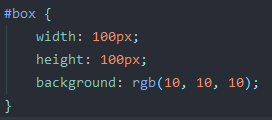 #box {
    width: 100px;
    height: 100px;
    background: rgb(10, 10, 10);
}